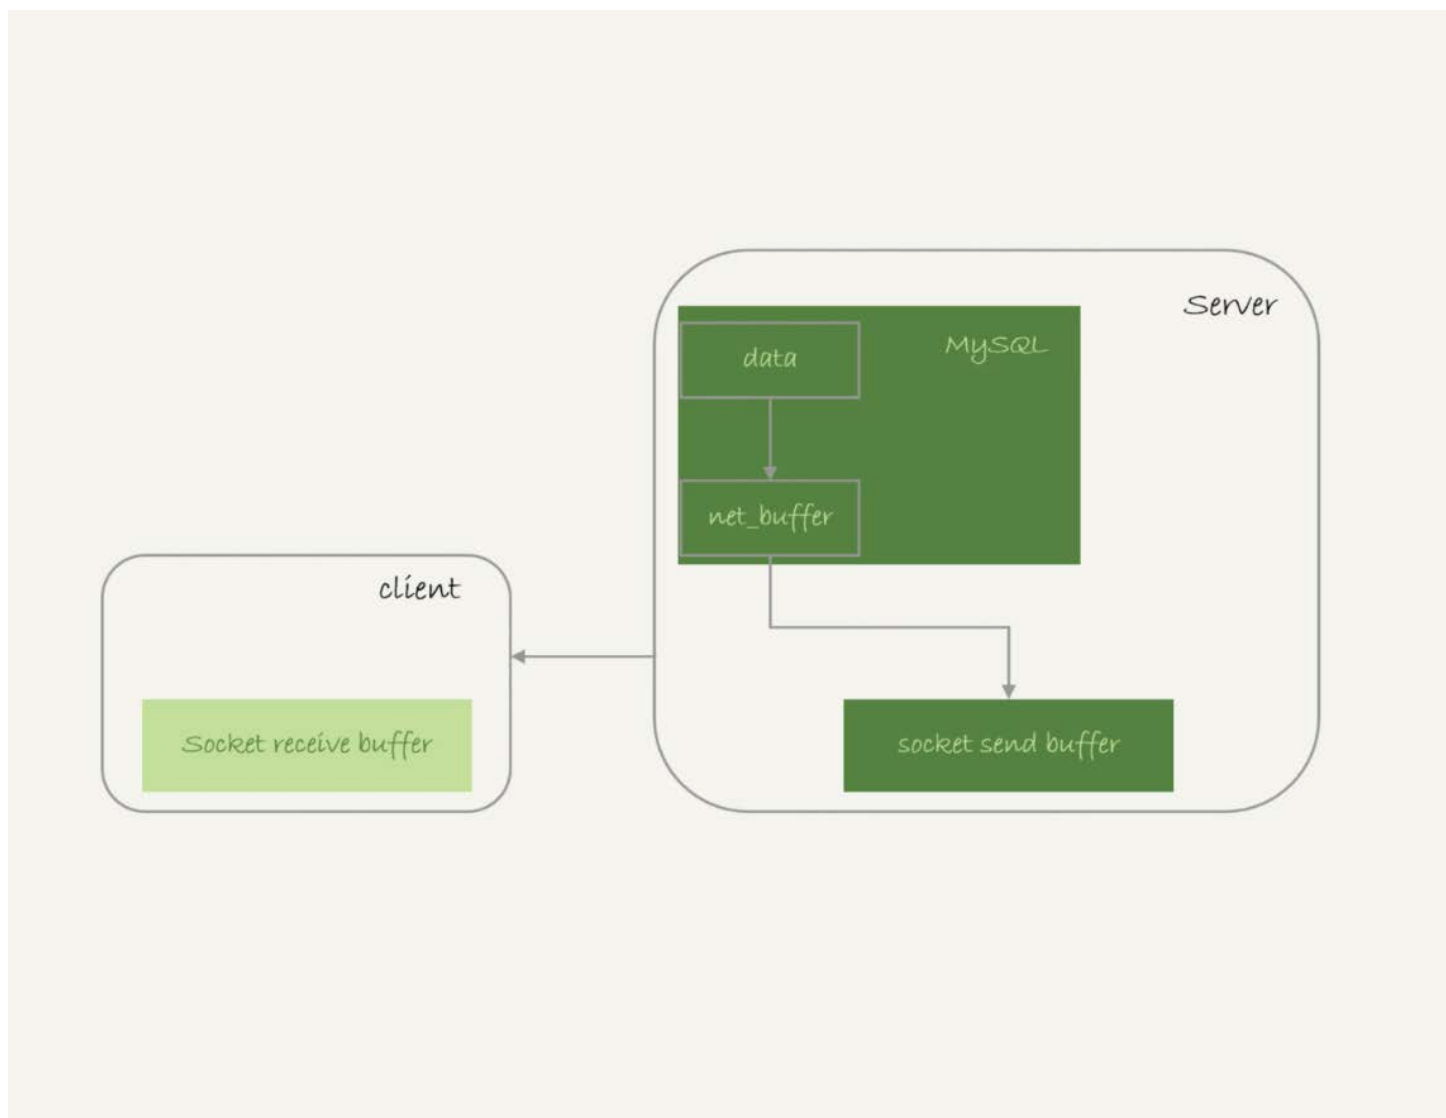 Server
MySQL
data
net_buffer
client
Socket receive buffer
socket send buffer